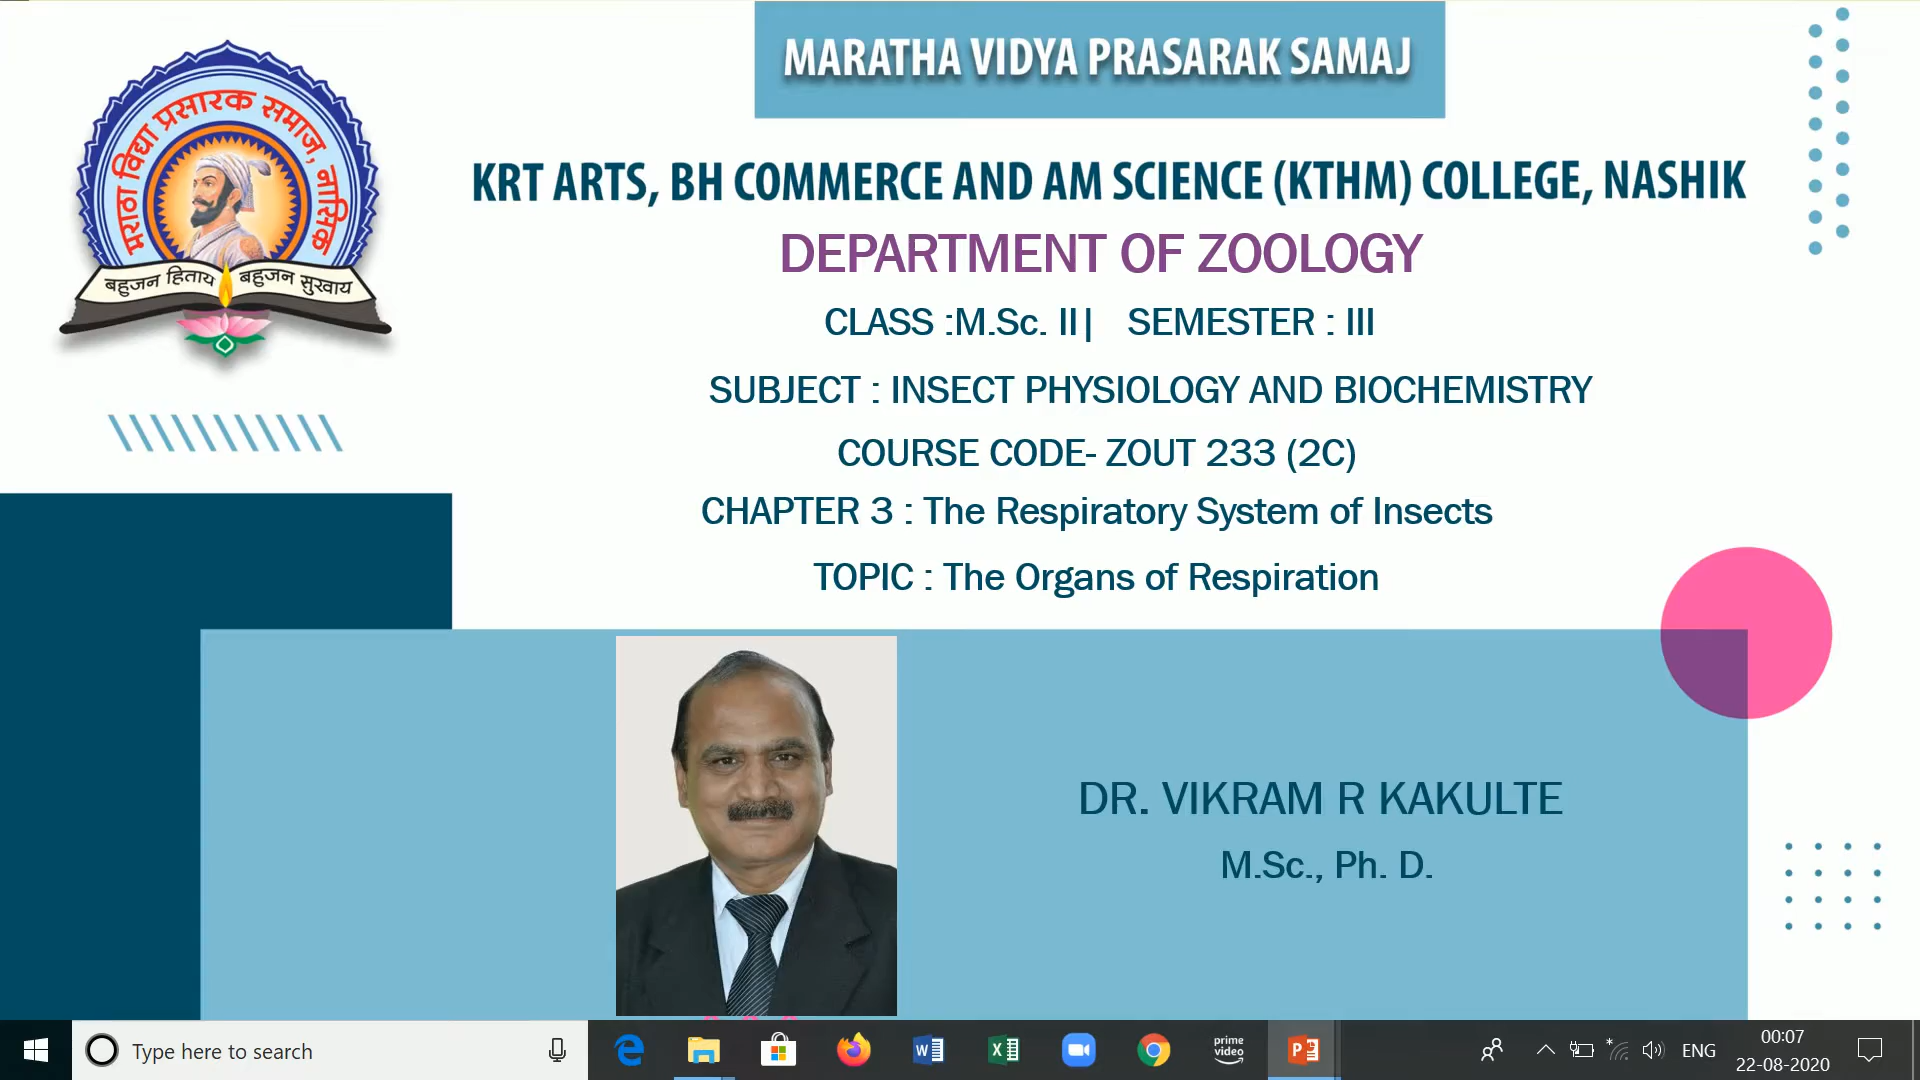 MARATHA VIDYA PRASARAK SAMAJ
मराठा विद्या प्रसारक समाज, नासिक
बहुजन हिताय बहुजन सुखाय
KRT ARTS, BH COMMERCE AND AM SCIENCE (KTHM) COLLEGE, NASHIK
DEPARTMENT OF ZOOLOGY
CLASS :M.Sc. II| SEMESTER : III
SUBJECT : INSECT PHYSIOLOGY AND BIOCHEMISTRY
COURSE CODE- ZOUT 233 (2C)
CHAPTER 3 : The Respiratory System of Insects
TOPIC : The Organs of Respiration
DR. VIKRAM R KAKULTE
M.Sc., Ph. D.
Type here to search
prime
video
ENG
00:07
22-08-2020